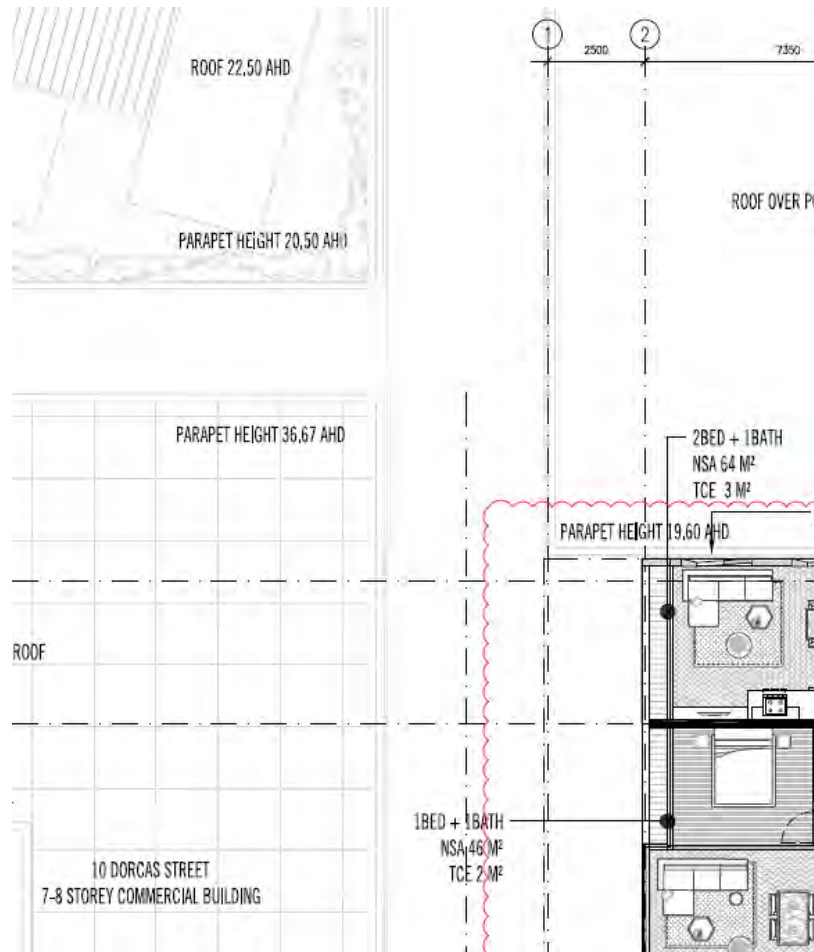 1
2
2500
7350
ROOF 22.50 AHD
ROOF OVER
PARAPET HEIGHT 20.50 AHD
PARAPET HEIGHT 36.67 AHD
2BED + 1BATH
NSA 64 M²
TCE 3 M²
PARAPET HEIGHT 19.60 AHD
ROOF
1BED + 1BATH
NSA 46 M²
TCE 2 M²
10 DORCAS STREET
7-8 STOREY COMMERCIAL BUILDING